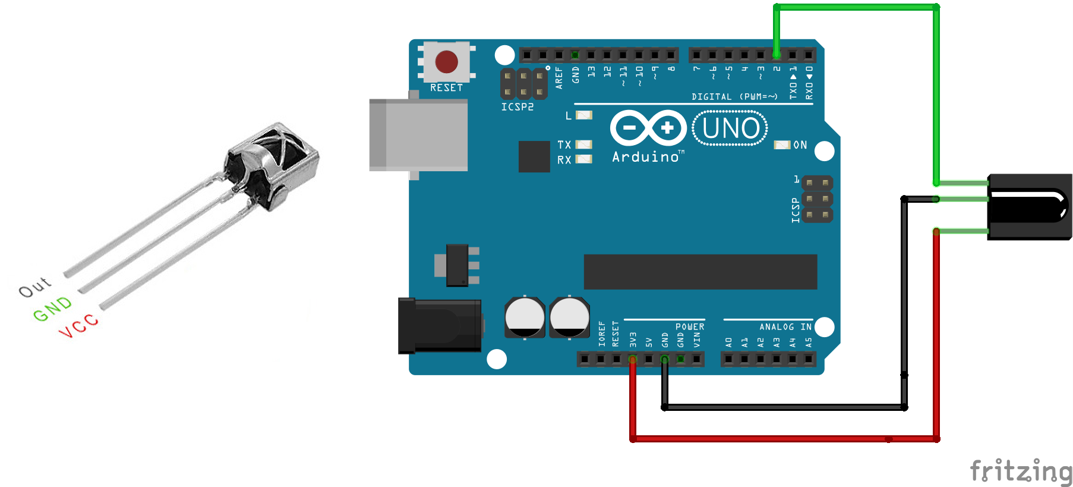 RESET
ICSP2
AREF
GND
13
12
~11
~10
~9
8
7
~6
~5
4
~3
2
TX0▶1
RX0◀0
DIGITAL (PWM=~)
L
TX
RX
UNO
Arduino™
ON
1
ICSP
Out
GND
VCC
IOREF
RESET
3V3
5V
GND
GND
VIN
POWER
ANALOG IN
A0
A1
A2
A3
A4
A5
fritzing